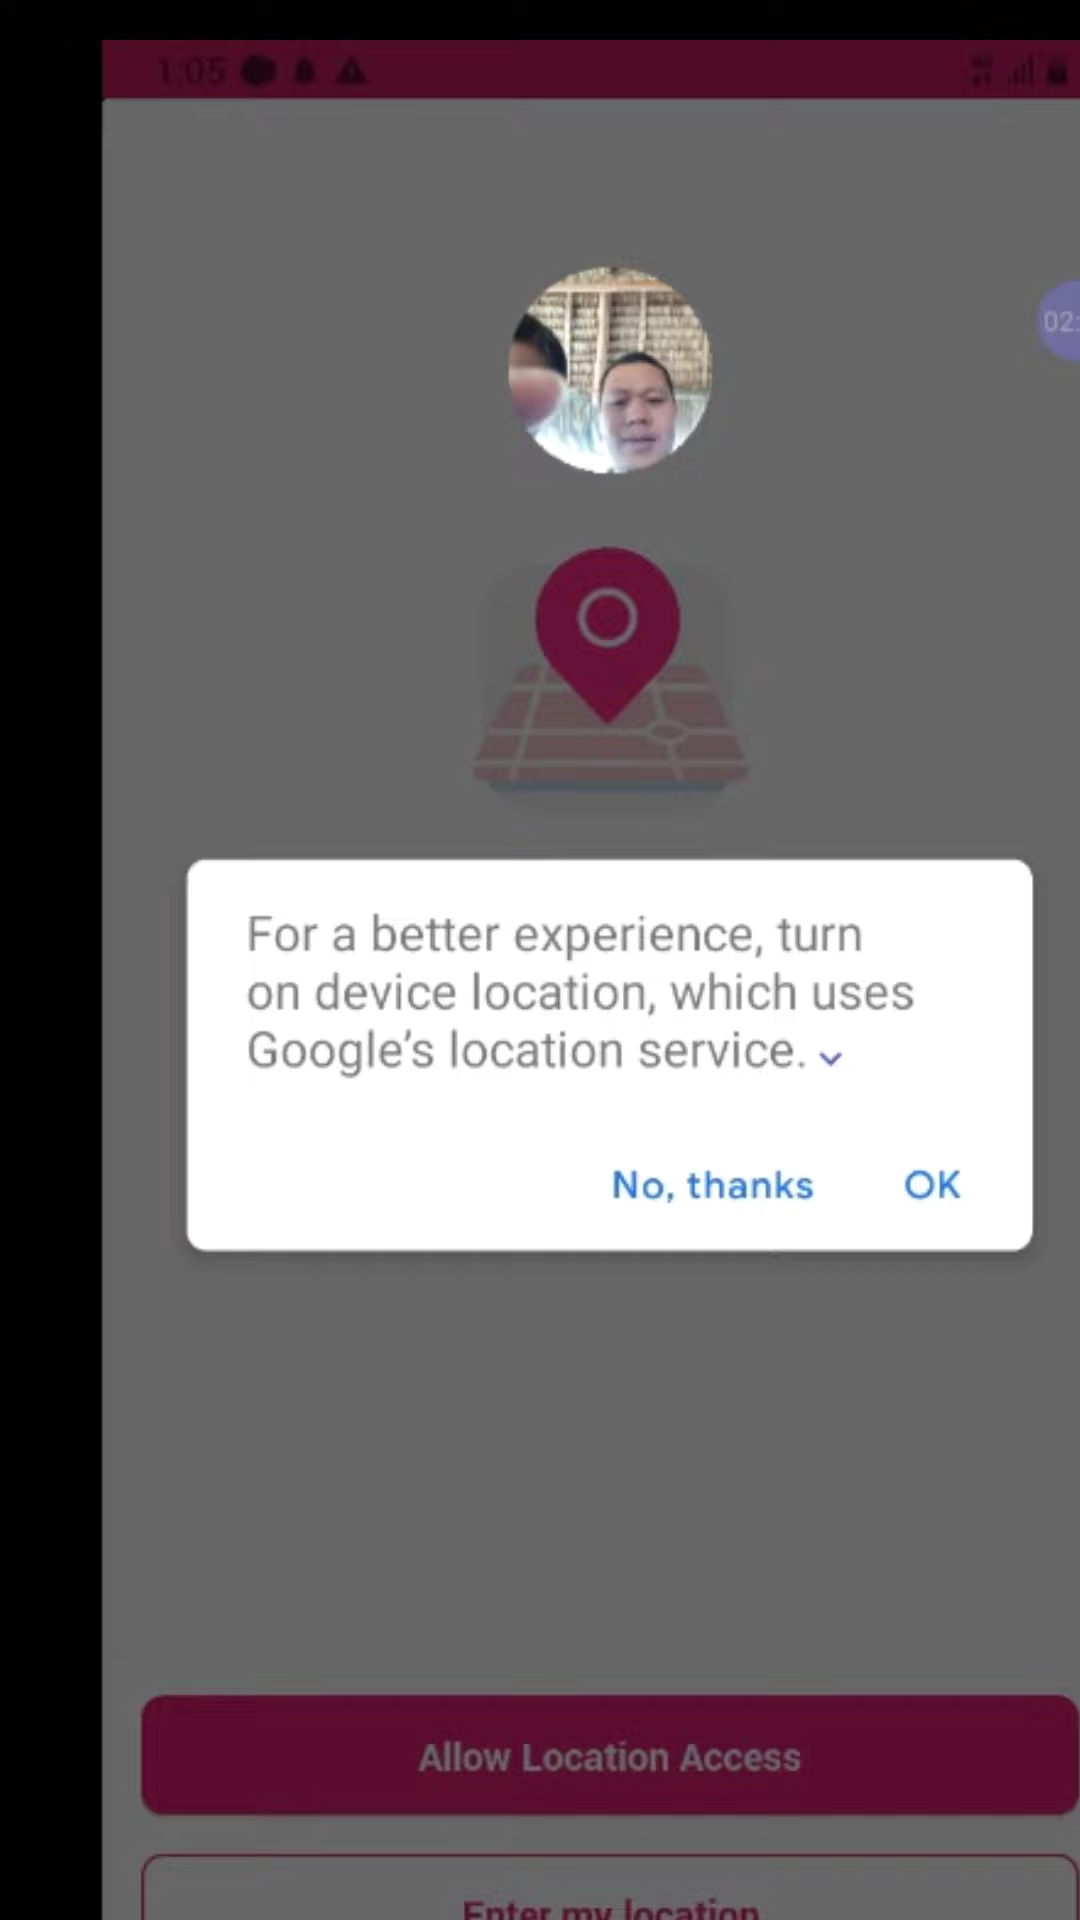 1:05
02:
For a better experience, turn
on device location, which uses
Google's location service.
No, thanks OK
Allow Location Access
Enter my location